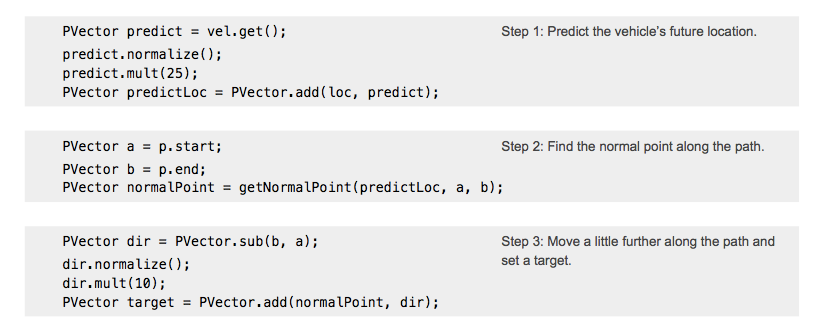 PVector predict = vel.get();
Step 1: Predict the vehicle's future location.
predict.normalize();
predict.mult(25);
PVector predictLoc = PVector.add(loc, predict);
PVector a = p.start;
Step 2: Find the normal point along the path.
PVector b = p.end;
PVector normalPoint = getNormalPoint(predictLoc, a, b);
PVector dir = PVector.sub(b, a);
Step 3: Move a little further along the path and
set a target.
dir.normalize();
dir.mult(10);
PVector target = PVector.add(normalPoint, dir);